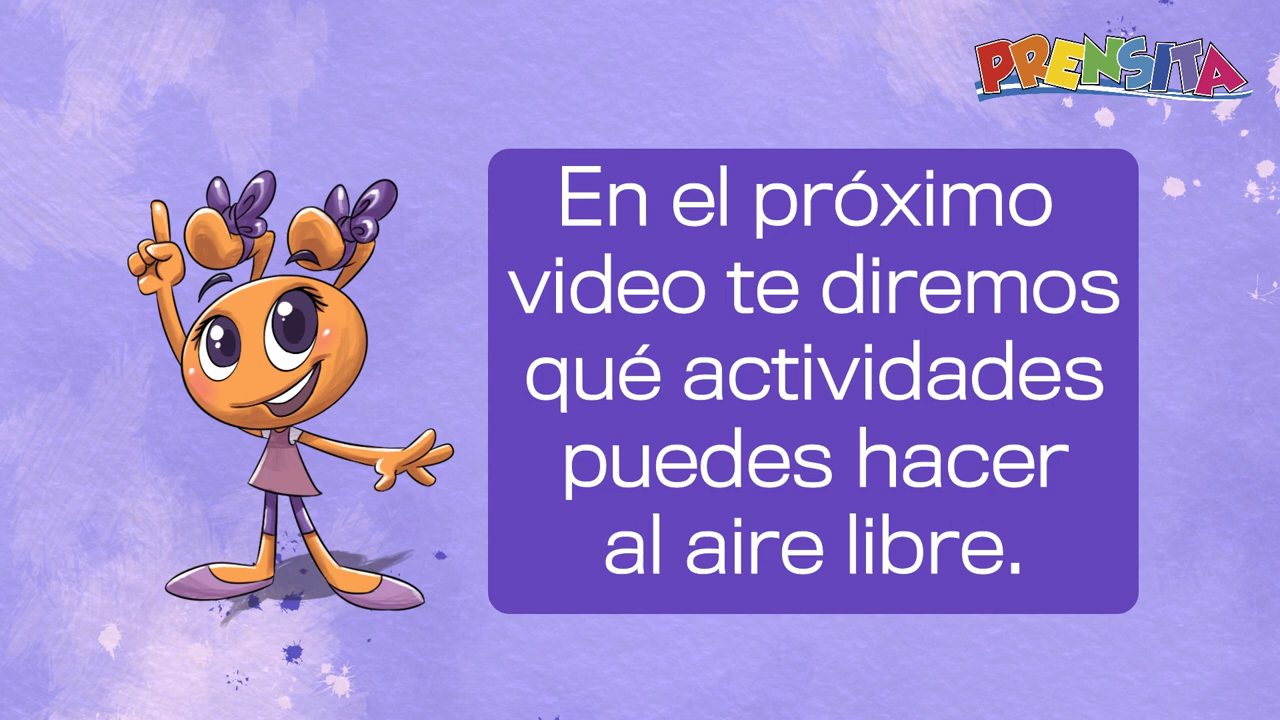 PRENSITA
En el próximo
video te diremos
qué actividades
puedes hacer
al aire libre.